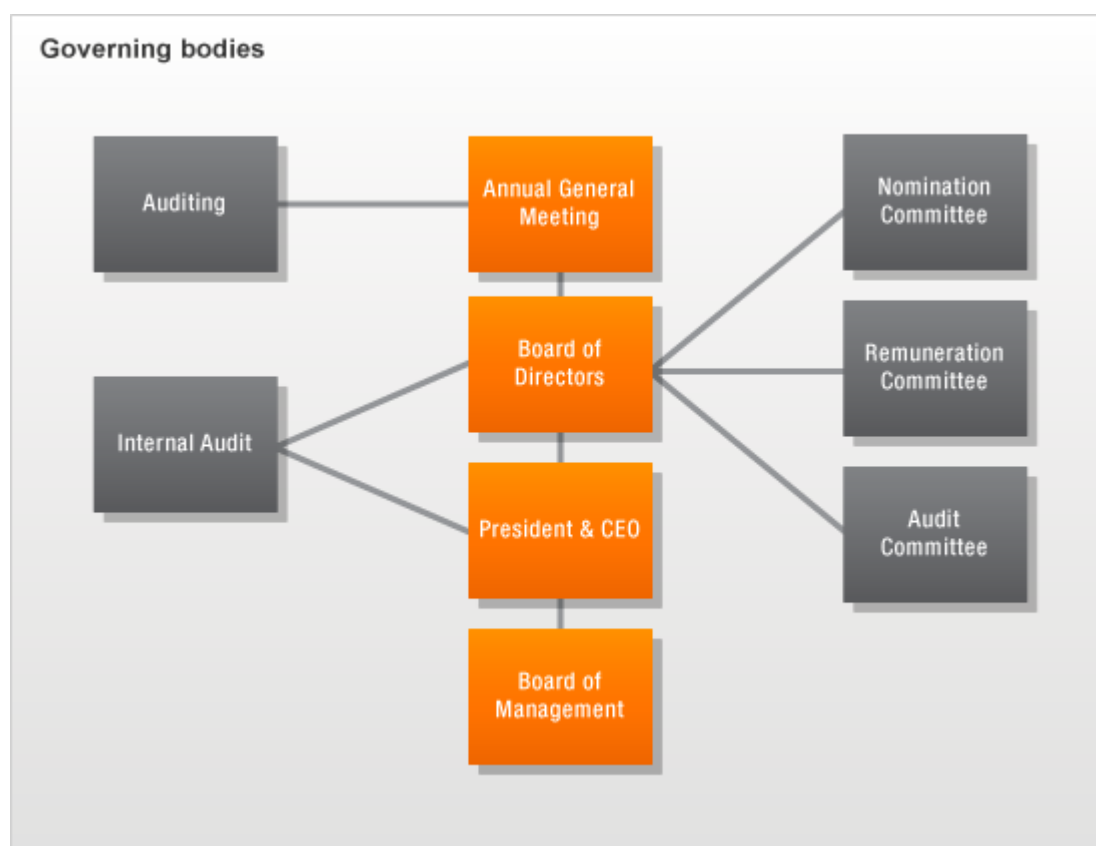 Governing bodies
Auditing
Annual General
Meeting
Nomination
Committee
Board of
Directors
Remuneration
Committee
Internal Audit
President & CEO
Audit
Committee
Board of
Management